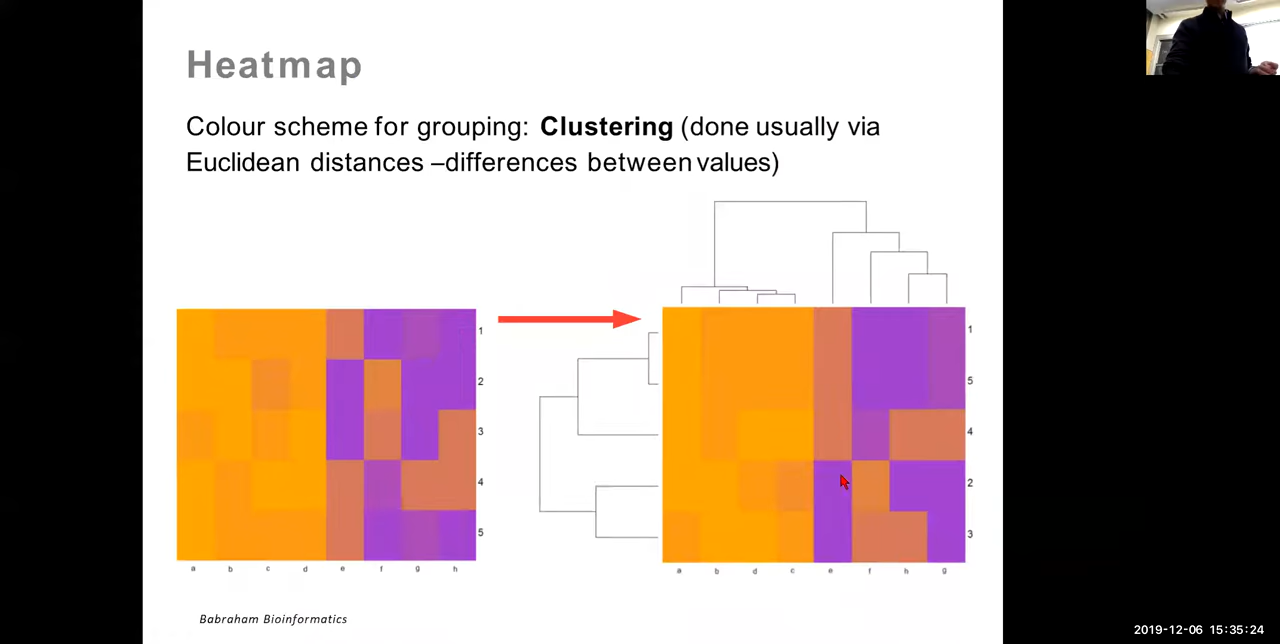 Heatmap
Colour scheme for grouping: Clustering (done usually via
Euclidean distances –differences between values)
1
2
3
4
5
a b c d e f g h
1
5
4
2
3
a b d c e f h g
Babraham Bioinformatics
2019-12-06 15:35:24